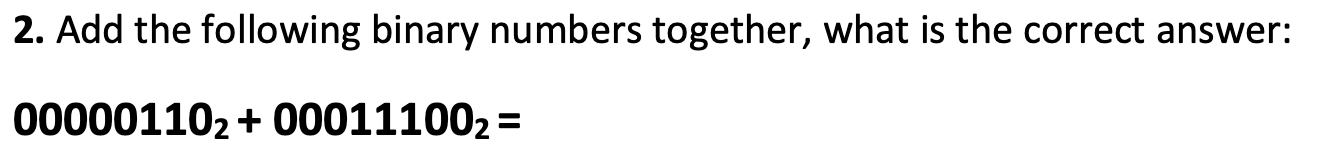 2. Add the following binary numbers together, what is the correct answer:
00000110₂ + 00011100₂ =